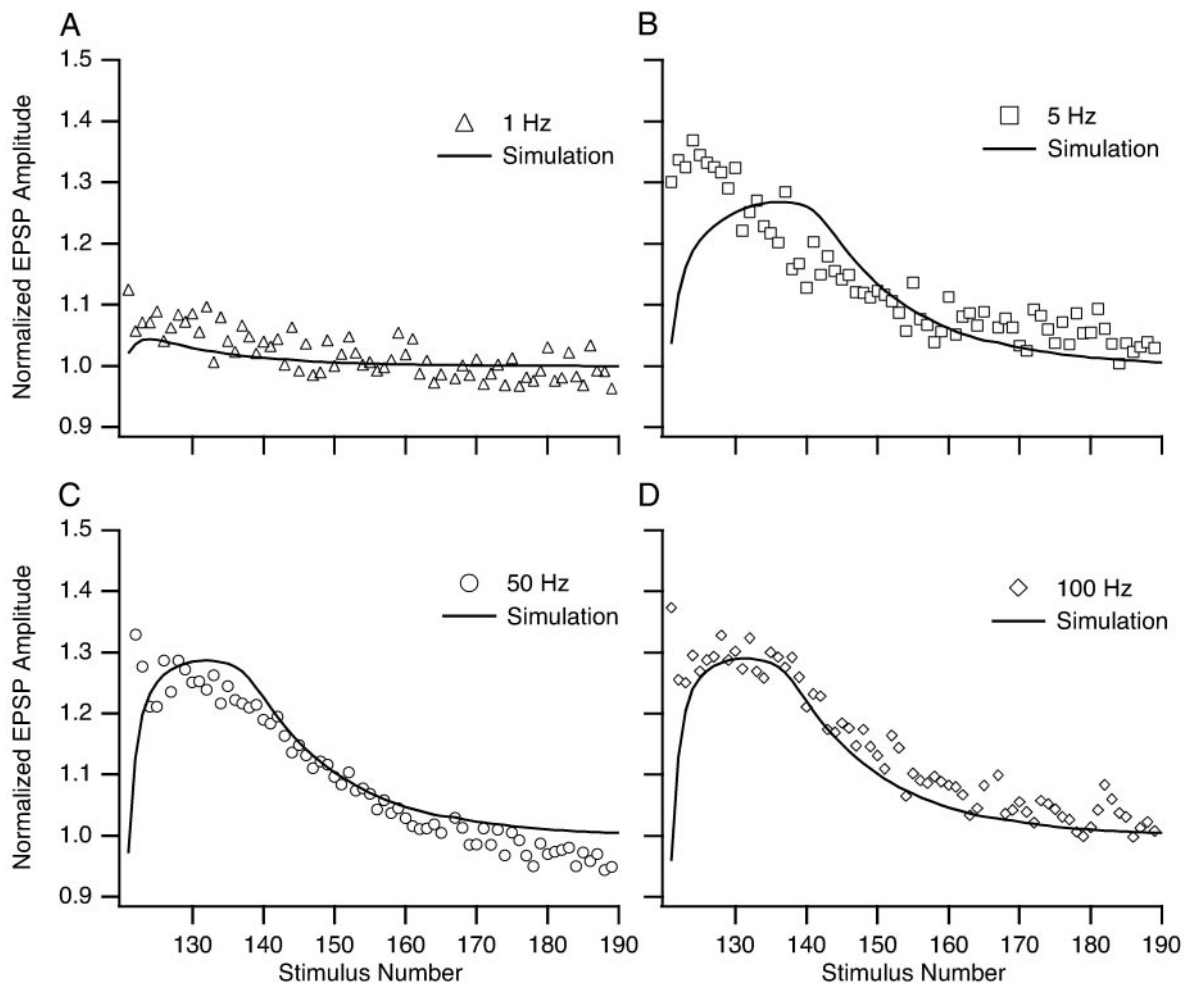 A
B
1.5
1.4
1.3
1.2
1.1
1.0
0.9
Normalized EPSP Amplitude
1 Hz
Simulation
5 Hz
Simulation
C
D
1.5
1.4
1.3
1.2
1.1
1.0
0.9
Normalized EPSP Amplitude
50 Hz
Simulation
100 Hz
Simulation
130 140 150 160 170 180 190
Stimulus Number
130 140 150 160 170 180 190
Stimulus Number